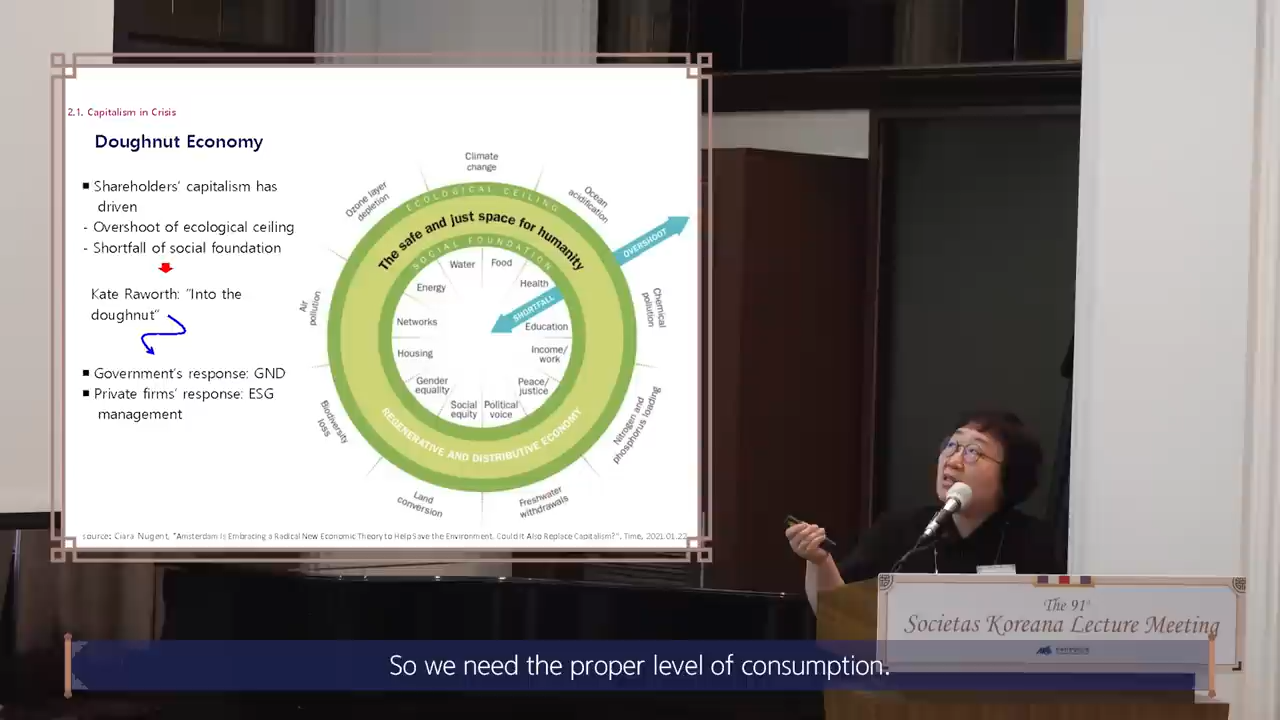 2.1. Capitalism in Crisis
Doughnut Economy
■ Shareholders' capitalism has
driven
- Overshoot of ecological ceiling
- Shortfall of social foundation
Kate Raworth: "Into the
doughnut"
■ Government's response: GND
■ Private firms' response: ESG
management
Climate
change
Ozone layer
depletion
Ocean
acidification
ECOLOGICAL CEILING
The safe and just space for humanity
SOCIAL FOUNDATION
OVERSHOOT
Water
Food
Energy
Health
SHORTFALL
Air
pollution
Chemical
pollution
Networks
Education
Housing
Income/
work
Gender
equality
Peace/
justice
Social
equity
Political
voice
REGENERATIVE AND DISTRIBUTIVE ECONOMY
Biodiversity
loss
Nitrogen and
phosphorus loading
Land
conversion
Freshwater
withdrawals
source: Ciara Nugent, "Amsterdam Is Embracing a Radical New Economic Theory to Help Save the Environment. Could It Also Replace Capitalism?", Time, 2021.01.22
The 91st
Societas Koreana Lecture Meeting
So we need the proper level of consumption.